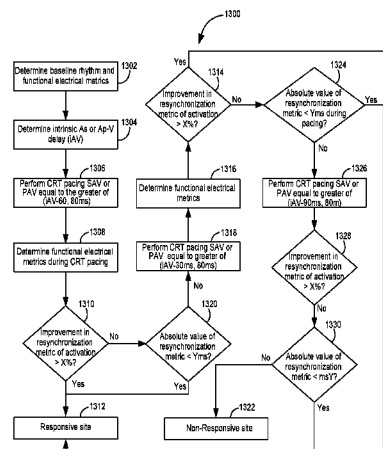 1300
1302
Determine baseline rhythm and
functional electrical metrics
1304
Determine intrinsic As or Ap-V
delay (iAV)
1306
Perform CRT pacing SAV or
PAV equal to the greater of
(iAV-60, 80ms)
1308
Determine functional electrical
metrics during CRT pacing
1310
Improvement in
resynchronization
metric of activation
> X%?
No
Yes
1312
Responsive site
Yes
1314
Improvement in
resynchronization
metric of activation
> X%?
No
1316
Determine functional electrical
metrics
1318
Perform CRT pacing SAV or
PAV equal to greater of
(iAV-30ms, 80ms)
No
1320
Absolute value of
resynchronization
metric < Yms?
Yes
1322
Non-Responsive site
1324
Absolute value of
resynchronization
metric < Yms during
pacing?
Yes
No
1326
Perform CRT pacing SAV or
PAV equal to greater of
(iAV-90ms, 80m)
1328
Improvement in
resynchronization
metric of activation
> X%?
No
1330
Absolute value of
resynchronization
metric < msY?
No
Yes